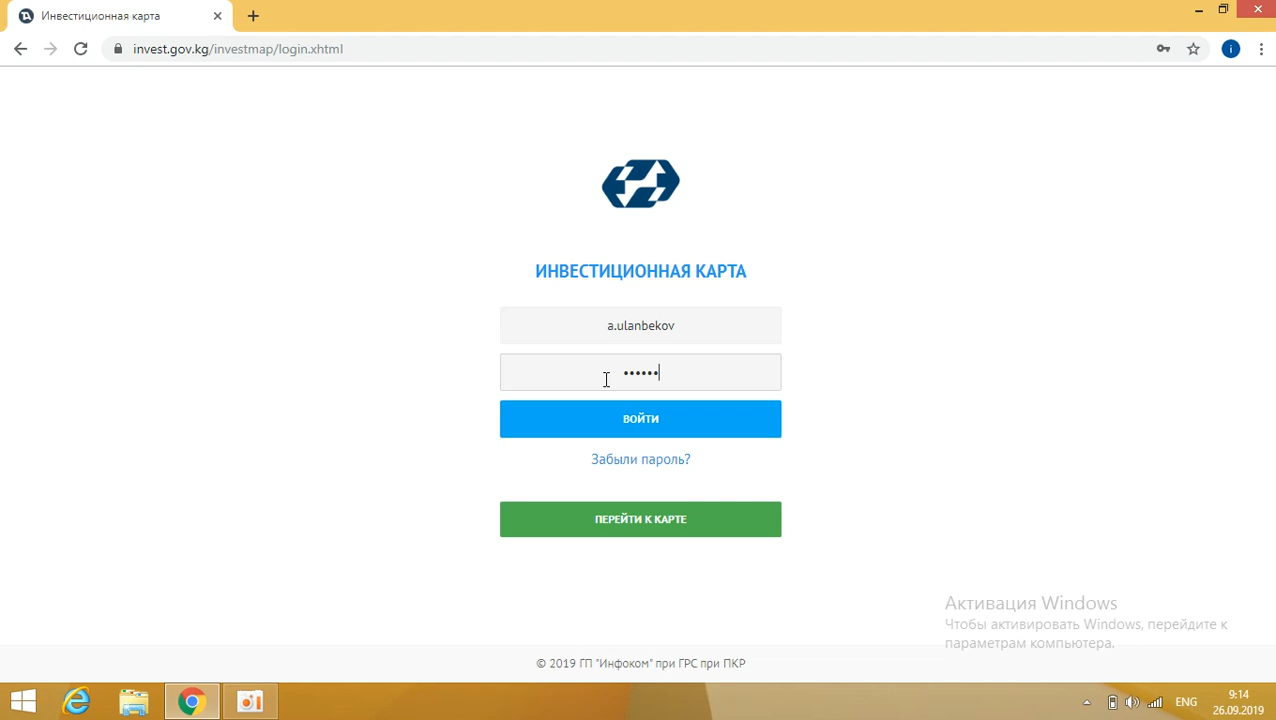 Инвестиционная карта
invest.gov.kg/investmap/login.xhtml
i
ИНВЕСТИЦИОННАЯ КАРТА
a.ulanbekov
••••••
ВОЙТИ
Забыли пароль?
ПЕРЕЙТИ К КАРТЕ
Активация Windows
Чтобы активировать Windows, перейдите к
параметрам компьютера.
© 2019 ГП "Инфоком" при ГРС при ПКР
ENG
9:14
26.09.2019